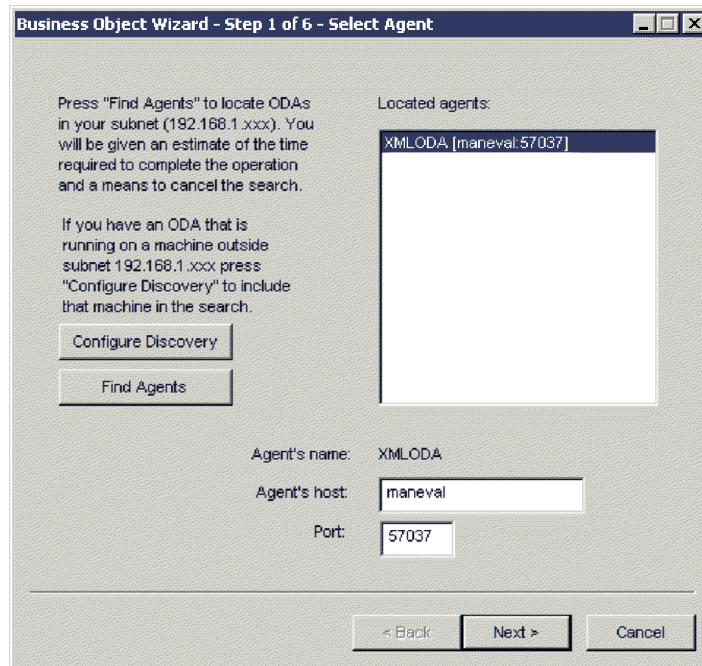 Business Object Wizard - Step 1 of 6 - Select Agent
Press "Find Agents" to locate ODAs
in your subnet (192.168.1.xxx). You
will be given an estimate of the time
required to complete the operation
and a means to cancel the search.
If you have an ODA that is
running on a machine outside
subnet 192.168.1.xxx press
"Configure Discovery" to include
that machine in the search.
Configure Discovery
Find Agents
Located agents:
XMLODA [maneval:57037]
Agent's name: XMLODA
Agent's host: maneval
Port: 57037
< Back Next > Cancel